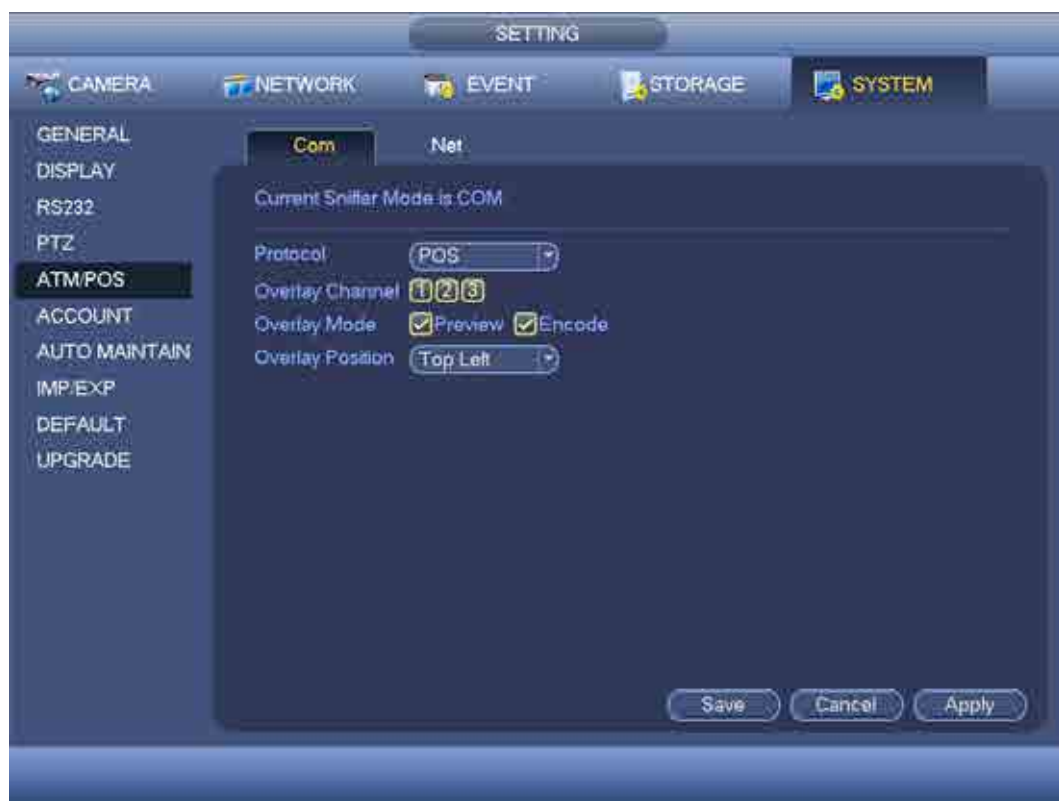 SETTING
CAMERA NETWORK EVENT STORAGE SYSTEM
GENERAL
DISPLAY
RS232
PTZ
ATM/POS
ACCOUNT
AUTO MAINTAIN
IMP/EXP
DEFAULT
UPGRADE
Com Net
Current Sniffer Mode is COM
Protocol POS
Overlay Channel 1 2 3
Overlay Mode Preview Encode
Overlay Position Top Left
Save Cancel Apply